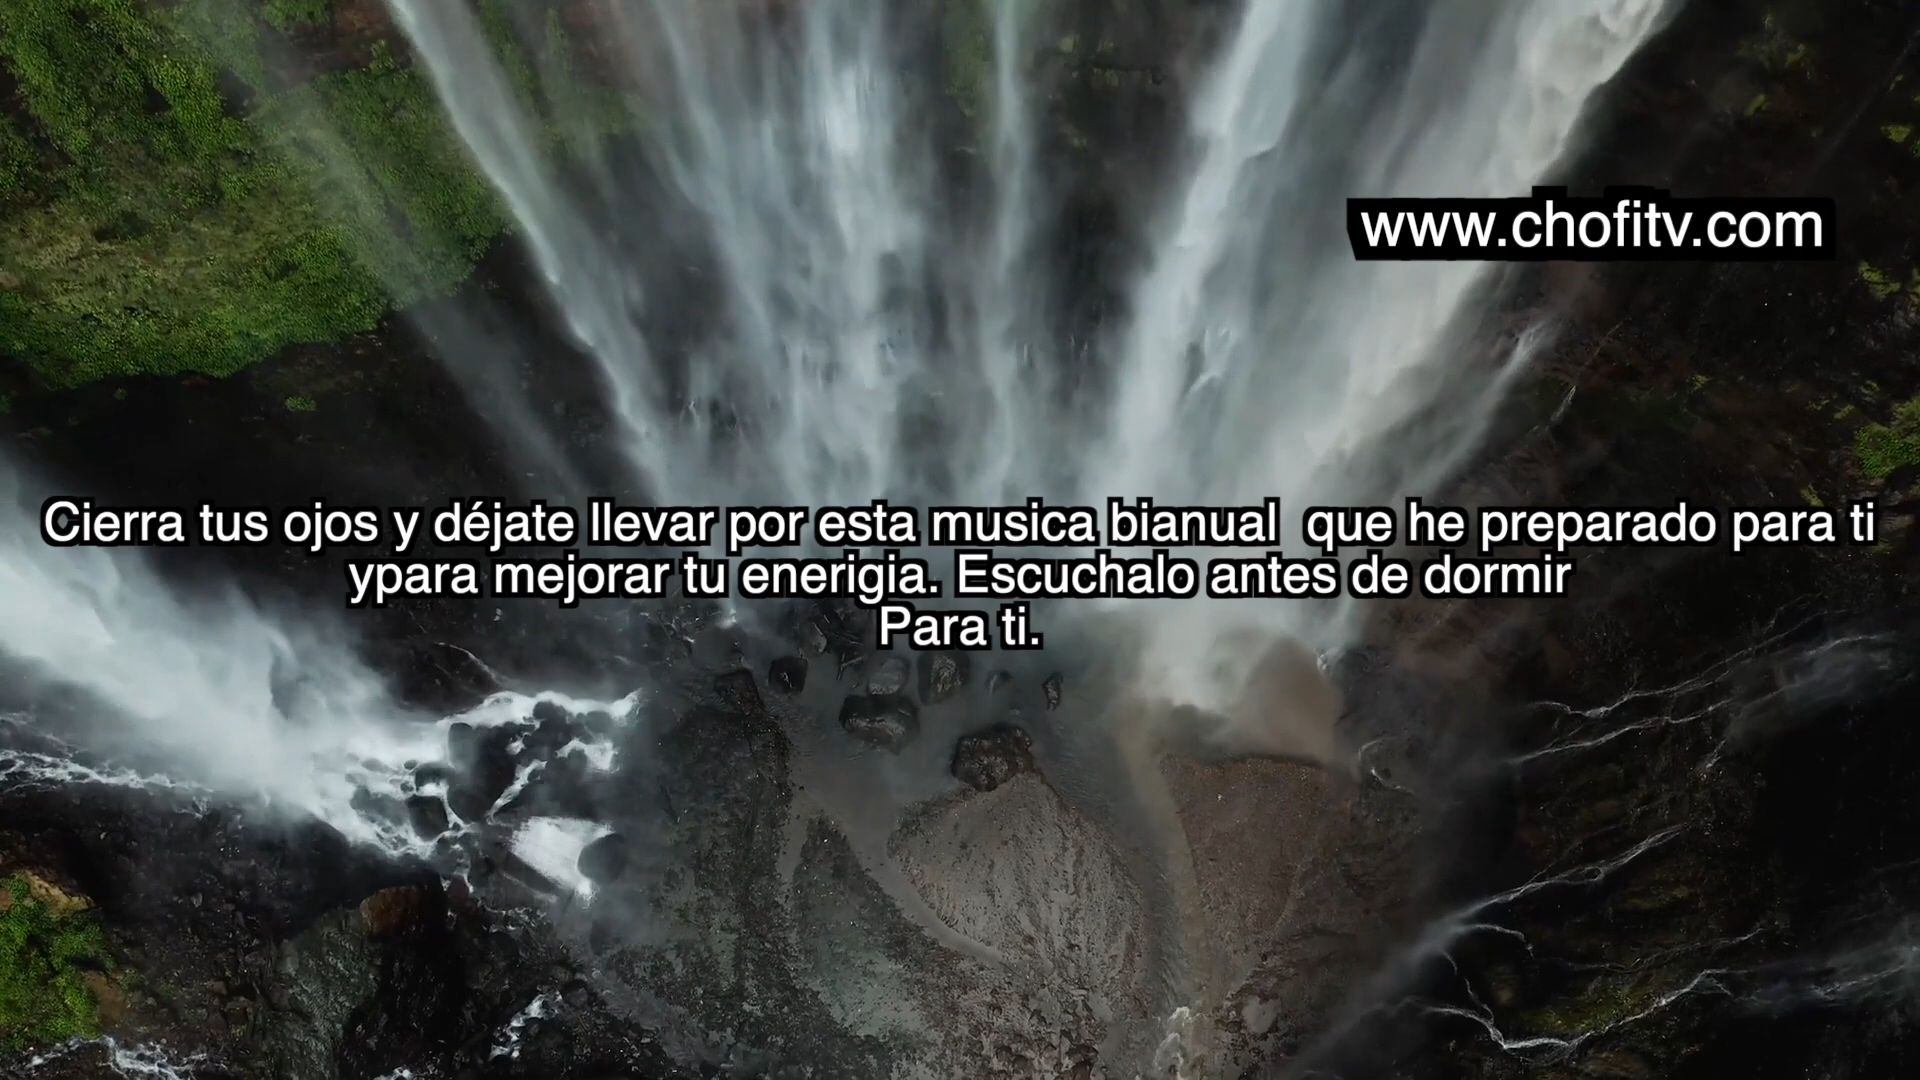 www.chofitv.com
Cierra tus ojos y déjate llevar por esta musica bianual  que he preparado para ti
ypara mejorar tu enerigia. Escuchalo antes de dormir
Para ti.